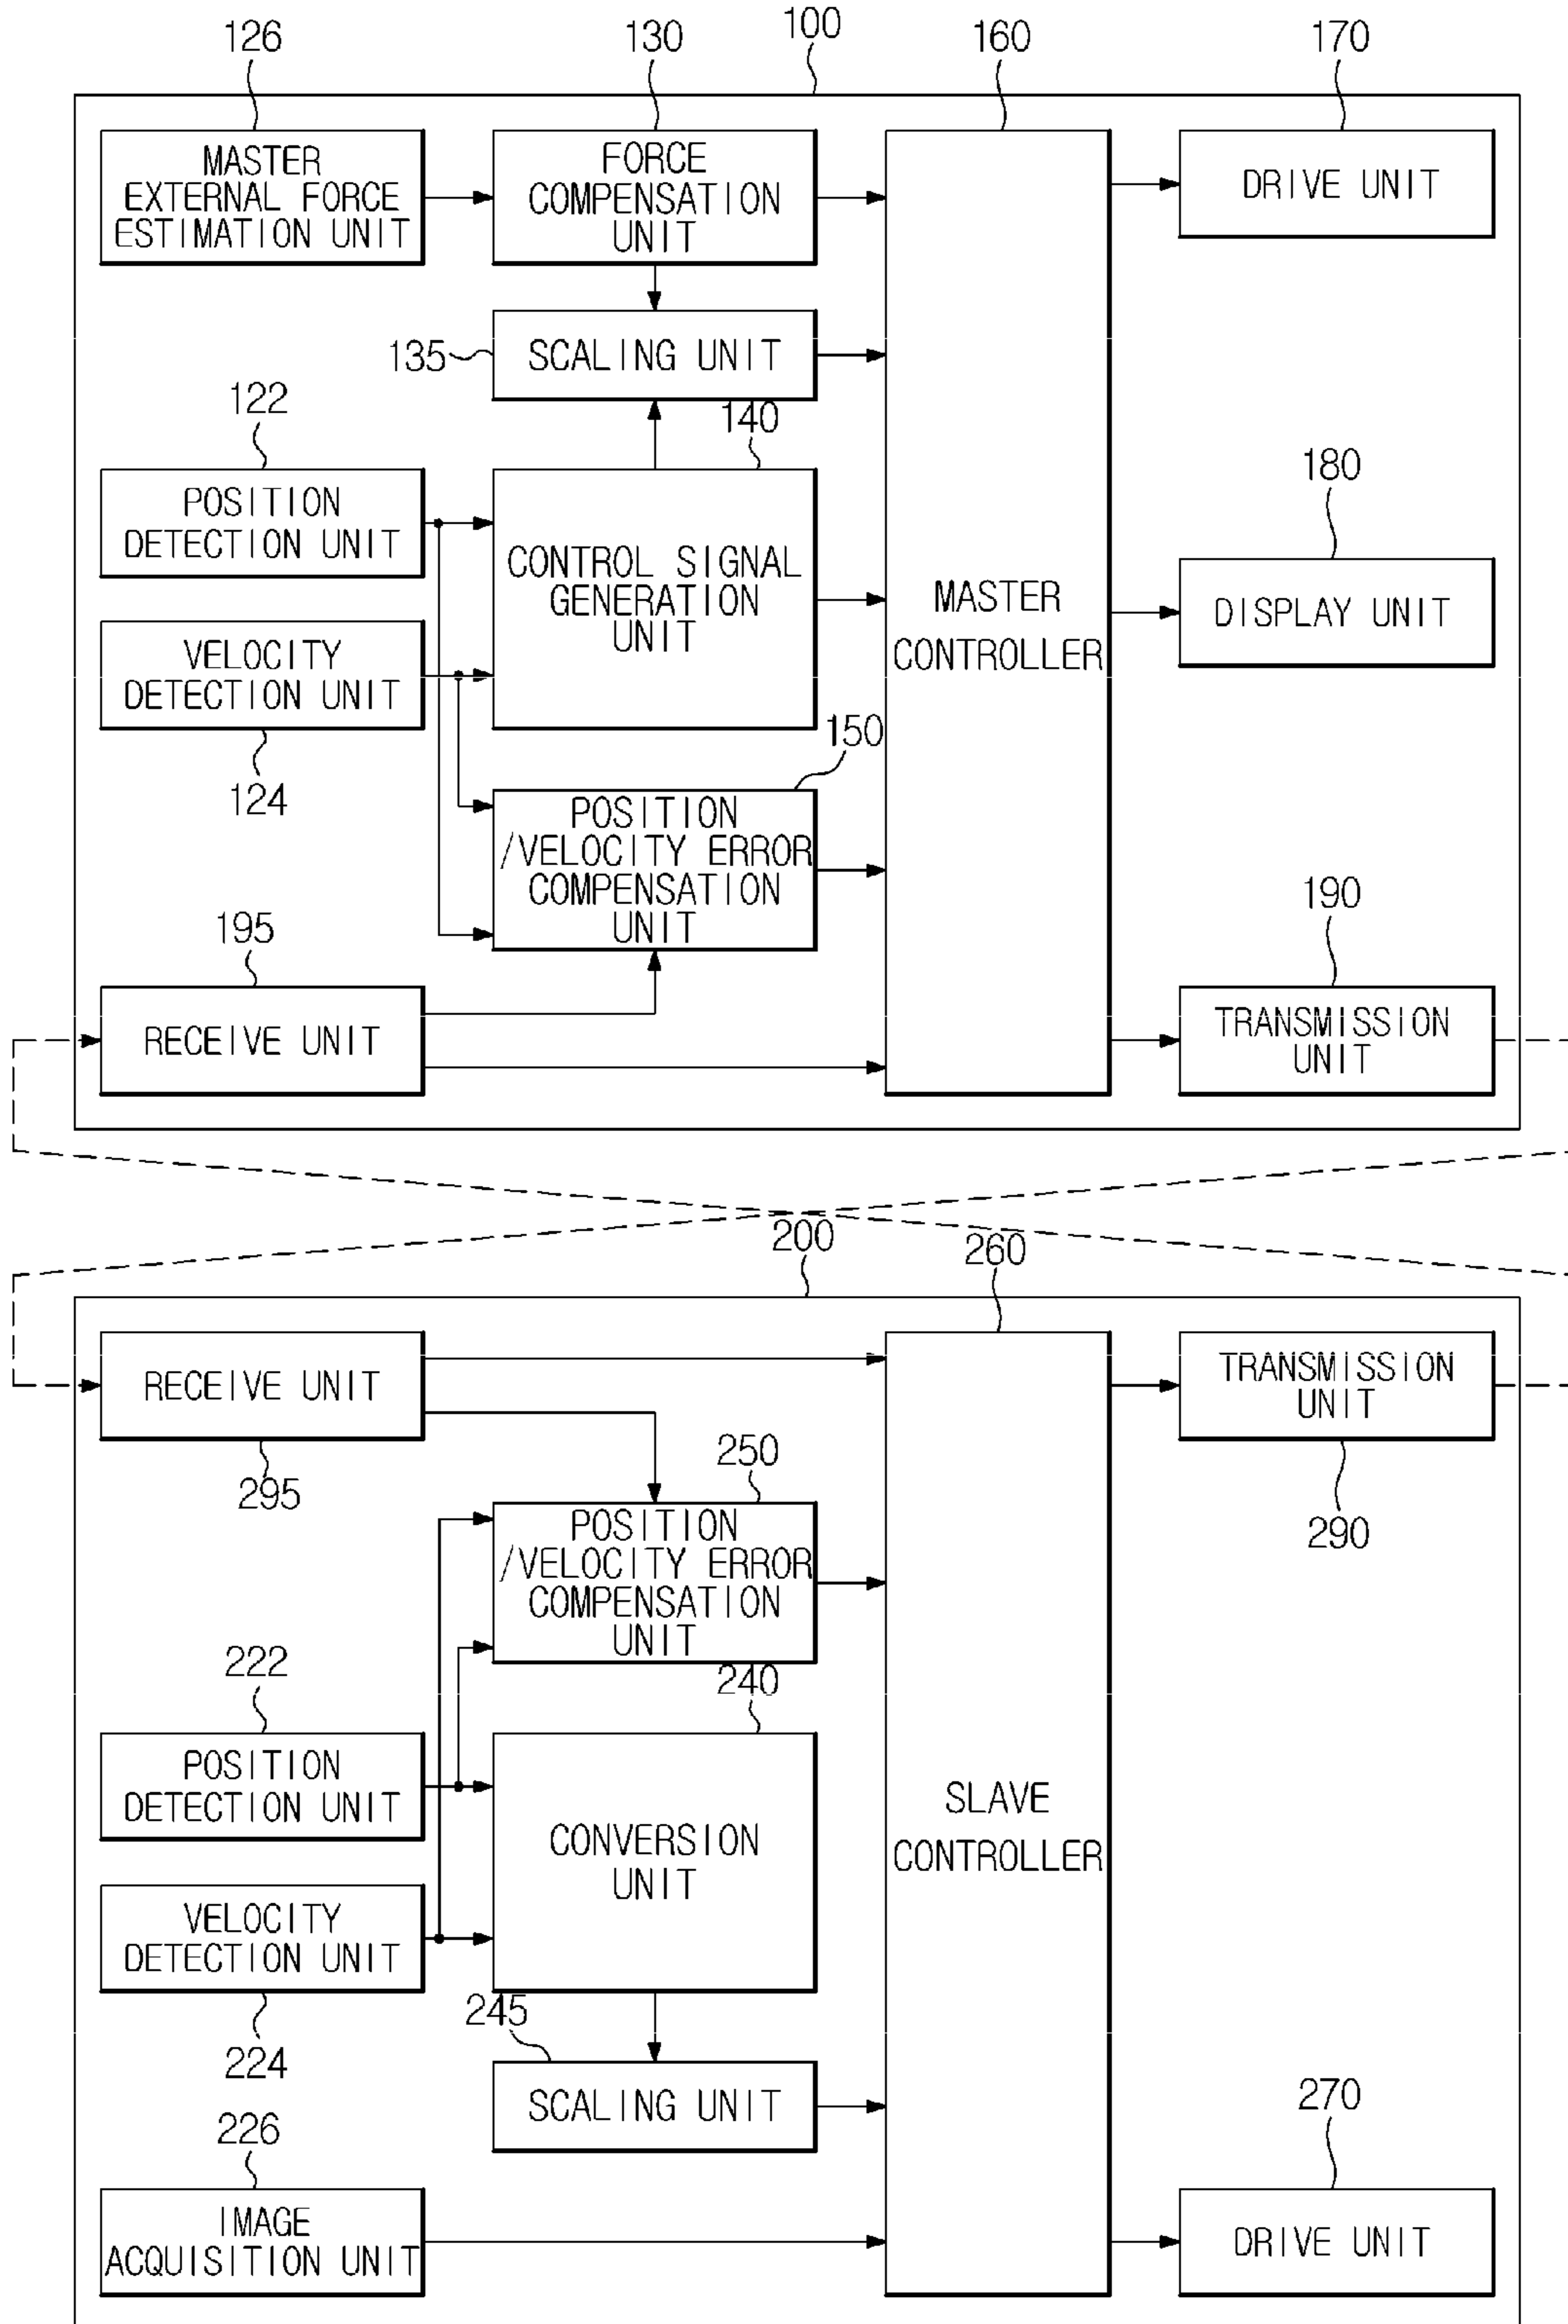 126
130
100
160
170
MASTER
EXTERNAL FORCE
ESTIMATION UNIT
FORCE
COMPENSATION
UNIT
DRIVE UNIT
135
SCALING UNIT
122
140
180
POSITION
DETECTION UNIT
CONTROL SIGNAL
GENERATION
UNIT
MASTER
CONTROLLER
DISPLAY UNIT
VELOCITY
DETECTION UNIT
124
150
POSITION
/VELOCITY ERROR
COMPENSATION
UNIT
195
190
RECEIVE UNIT
TRANSMISSION
UNIT
200
260
RECEIVE UNIT
TRANSMISSION
UNIT
295
250
290
POSITION
/VELOCITY ERROR
COMPENSATION
UNIT
222
240
POSITION
DETECTION UNIT
CONVERSION
UNIT
SLAVE
CONTROLLER
VELOCITY
DETECTION UNIT
224
245
SCALING UNIT
226
270
IMAGE
ACQUISITION UNIT
DRIVE UNIT